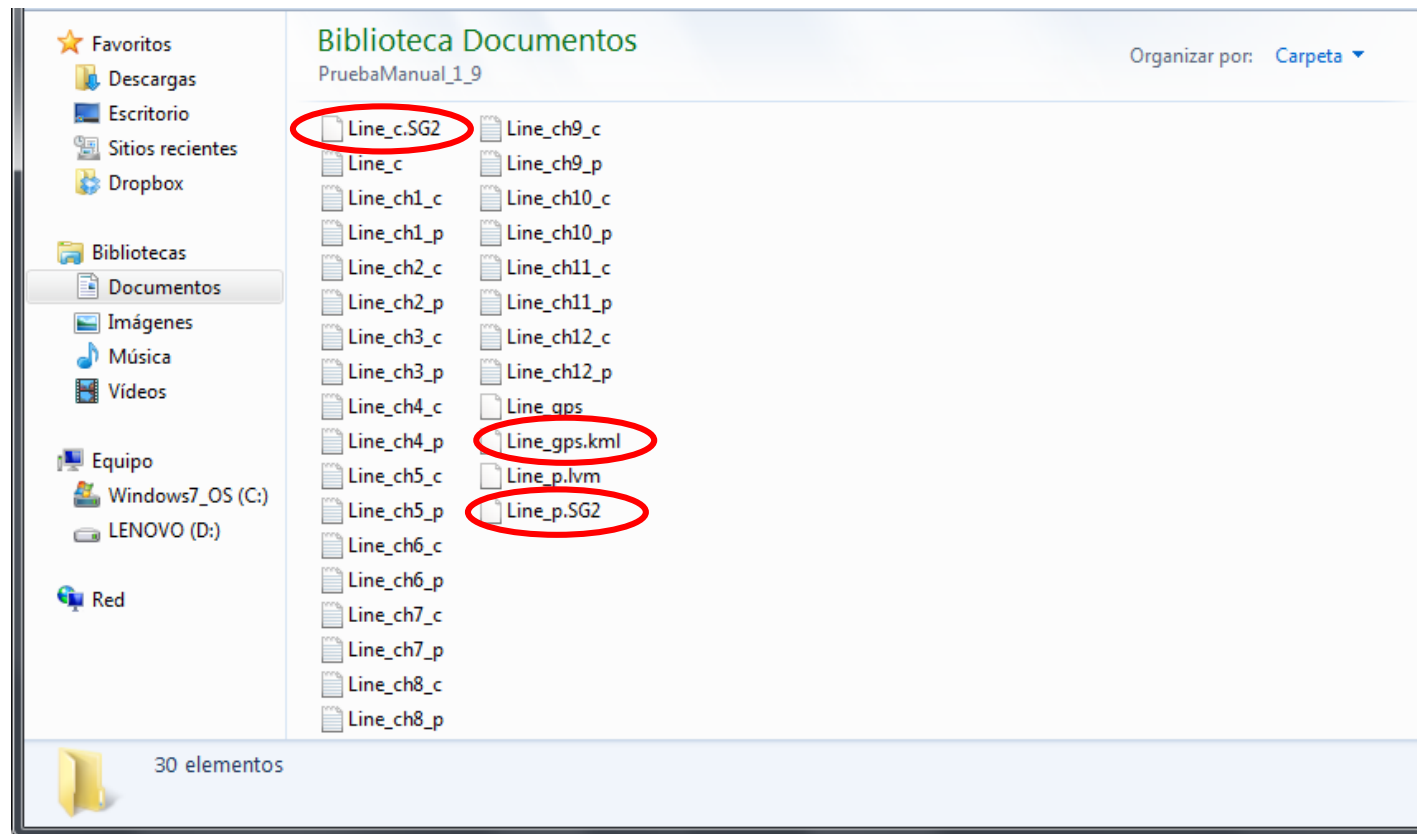 Favoritos
Descargas
Escritorio
Sitios recientes
Dropbox
Bibliotecas
Documentos
Imágenes
Música
Vídeos
Equipo
Windows7_OS (C:)
LENOVO (D:)
Red
Biblioteca Documentos
PruebaManual_1_9
Organizar por: Carpeta
Line_c.SG2
Line_c
Line_ch1_c
Line_ch1_p
Line_ch2_c
Line_ch2_p
Line_ch3_c
Line_ch3_p
Line_ch4_c
Line_ch4_p
Line_ch5_c
Line_ch5_p
Line_ch6_c
Line_ch6_p
Line_ch7_c
Line_ch7_p
Line_ch8_c
Line_ch8_p
Line_ch9_c
Line_ch9_p
Line_ch10_c
Line_ch10_p
Line_ch11_c
Line_ch11_p
Line_ch12_c
Line_ch12_p
Line_gps
Line_gps.kml
Line_p.lvm
Line_p.SG2
30 elementos